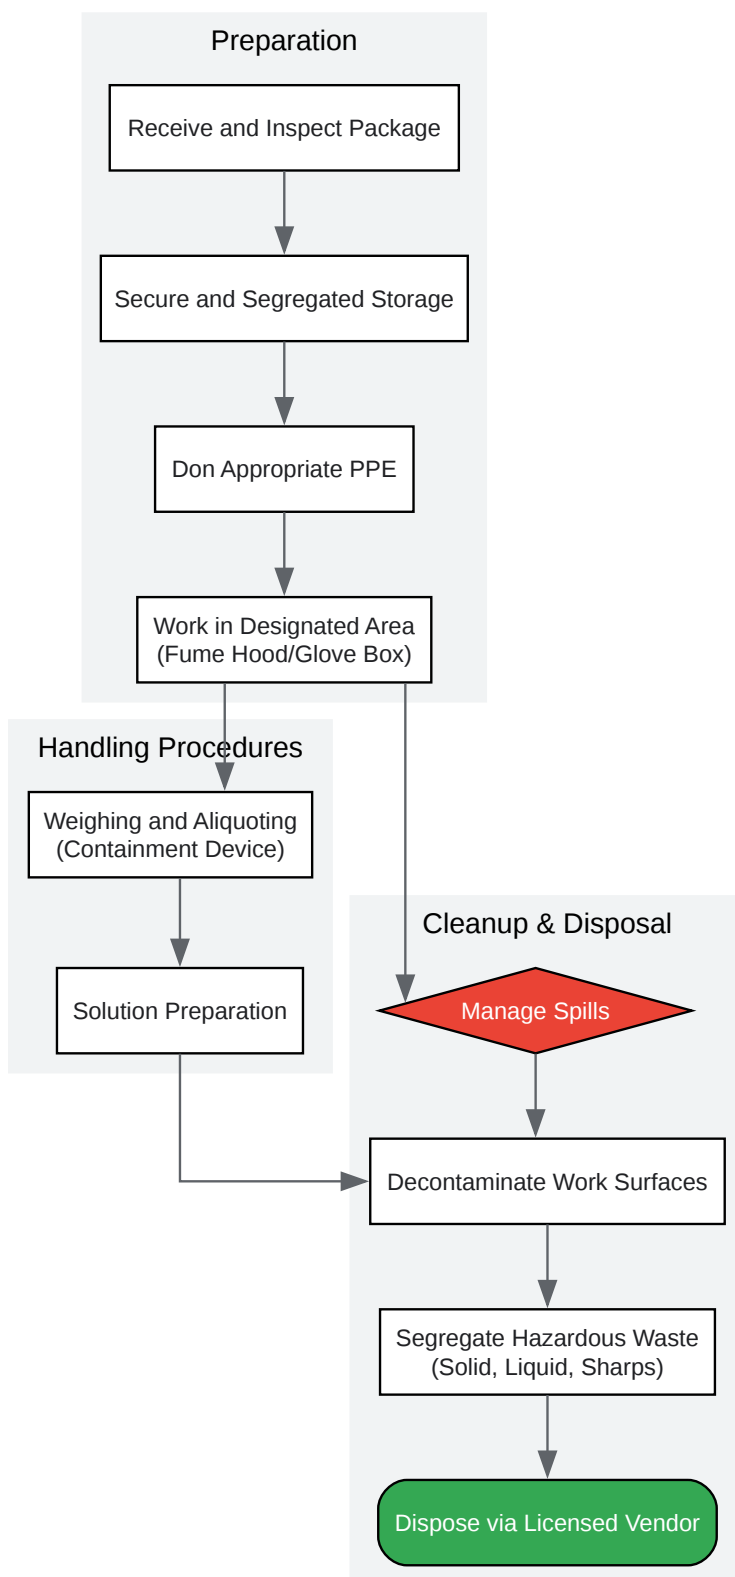 Preparation
Receive and Inspect Package
Secure and Segregated Storage
Don Appropriate PPE
Work in Designated Area
(Fume Hood/Glove Box)
Handling Procedures
Weighing and Aliquoting
(Containment Device)
Solution Preparation
Cleanup & Disposal
Manage Spills
Decontaminate Work Surfaces
Segregate Hazardous Waste
(Solid, Liquid, Sharps)
Dispose via Licensed Vendor